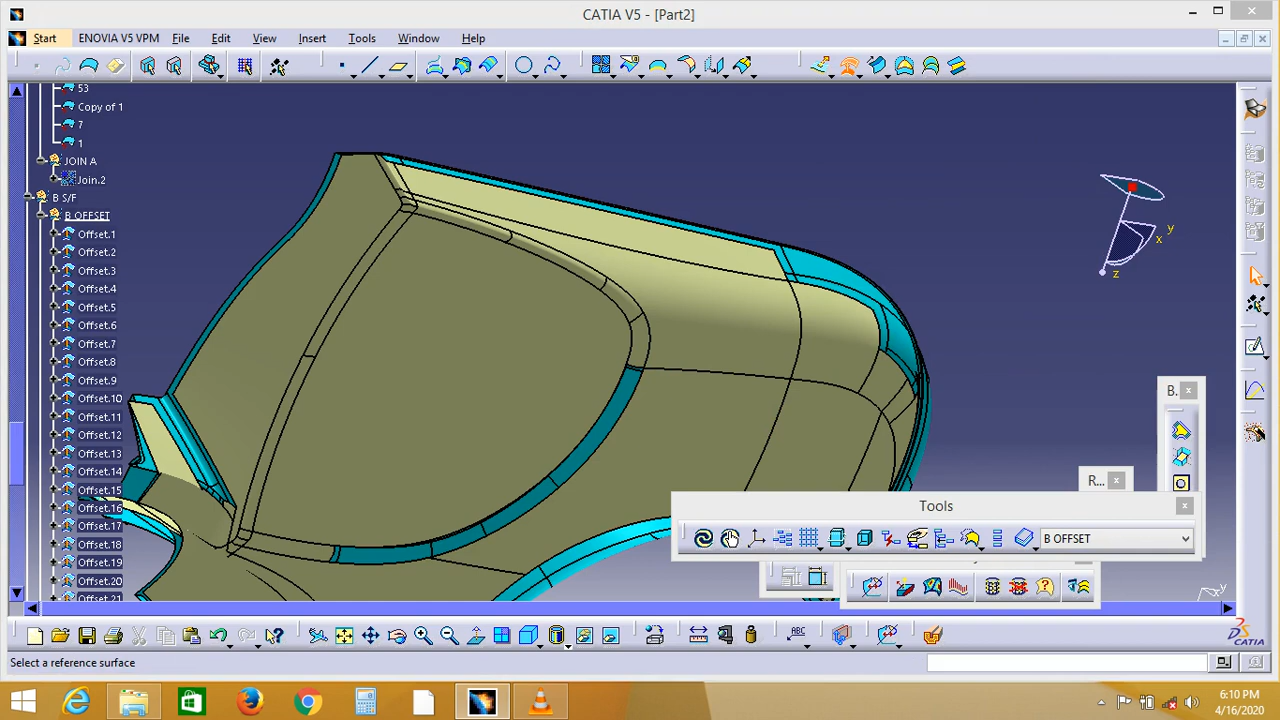 CATIA V5 - [Part2]
Start ENOVIA V5 VPM File Edit View Insert Tools Window Help
53
Copy of 1
7
1
JOIN A
Join.2
B S/F
B OFFSET
Offset.1
Offset.2
Offset.3
Offset.4
Offset.5
Offset.6
Offset.7
Offset.8
Offset.9
Offset.10
Offset.11
Offset.12
Offset.13
Offset.14
Offset.15
Offset.16
Offset.17
Offset.18
Offset.19
Offset.20
Offset.21
y
x
z
B.
R...
Tools
B OFFSET
y
ABC
CATIA
Select a reference surface
6:10 PM
4/16/2020